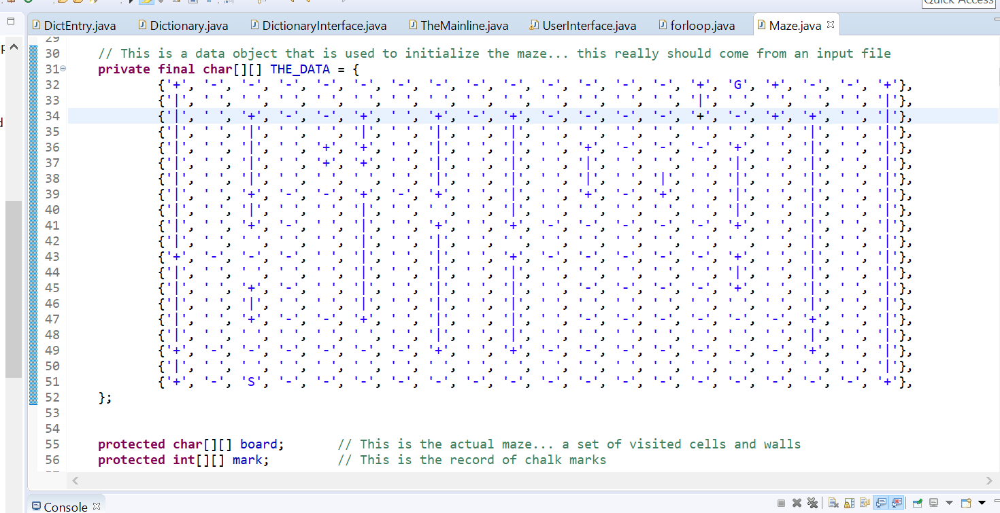 Quick Access
DictEntry.java Dictionary.java DictionaryInterface.java TheMainline.java UserInterface.java forloop.java Maze.java
29
30 // This is a data object that is used to initialize the maze... this really should come from an input file
31 private final char[][] THE_DATA = {
32 {'+', '-', '-', '-', '-', '-', '-', '-', '-', '-', '-', '-', '-', '-', '+', 'G', '+', '-', '-', '+'},
33 {'|', ' ', ' ', ' ', ' ', ' ', ' ', ' ', ' ', ' ', ' ', ' ', ' ', ' ', '|', ' ', ' ', ' ', ' ', '|'},
34 {'|', ' ', '+', '-', '-', '+', ' ', '+', '-', '+', '-', '-', '-', '-', '+', '-', '+', '+', ' ', '|'},
35 {'|', ' ', '|', ' ', ' ', '|', ' ', '|', ' ', '|', ' ', ' ', ' ', ' ', ' ', ' ', ' ', '|', ' ', '|'},
36 {'|', ' ', '|', ' ', '+', '+', ' ', '|', ' ', '|', ' ', '+', '-', '-', '-', '+', ' ', '|', ' ', '|'},
37 {'|', ' ', '|', ' ', '+', '+', ' ', '|', ' ', '|', ' ', '|', ' ', ' ', ' ', '|', ' ', '|', ' ', '|'},
38 {'|', ' ', '|', ' ', ' ', ' ', ' ', '|', ' ', '|', ' ', '|', ' ', '|', ' ', '|', ' ', '|', ' ', '|'},
39 {'|', ' ', '+', '-', '-', '+', '-', '+', ' ', '|', ' ', '+', '-', '+', ' ', '|', ' ', '|', ' ', '|'},
40 {'|', ' ', '|', ' ', ' ', '|', ' ', ' ', ' ', '|', ' ', ' ', ' ', ' ', ' ', '|', ' ', '|', ' ', '|'},
41 {'|', ' ', '+', '-', ' ', '|', ' ', '+', ' ', '+', '-', '-', '-', '-', '-', '+', ' ', '|', ' ', '|'},
42 {'|', ' ', ' ', ' ', ' ', '|', ' ', '|', ' ', ' ', ' ', ' ', ' ', ' ', ' ', ' ', ' ', '|', ' ', '|'},
43 {'+', '-', '-', '-', ' ', '|', ' ', '|', ' ', '+', '-', '-', '-', '-', '-', '+', ' ', '|', ' ', '|'},
44 {'|', ' ', ' ', ' ', ' ', '|', ' ', '|', ' ', '|', ' ', ' ', ' ', ' ', ' ', '|', ' ', '|', ' ', '|'},
45 {'|', ' ', '+', '-', ' ', '|', ' ', '|', ' ', '|', ' ', '-', '-', '-', '-', '+', ' ', '|', ' ', '|'},
46 {'|', ' ', '|', ' ', ' ', '|', ' ', '|', ' ', '|', ' ', ' ', ' ', ' ', ' ', ' ', ' ', '|', ' ', '|'},
47 {'|', ' ', '+', '-', '-', '+', ' ', '|', ' ', '|', ' ', '-', '-', '-', '-', '-', '-', '+', ' ', '|'},
48 {'|', ' ', ' ', ' ', ' ', ' ', ' ', '|', ' ', '|', ' ', ' ', ' ', ' ', ' ', ' ', ' ', '|', ' ', '|'},
49 {'+', '-', '-', '-', '-', '-', '-', '+', ' ', '+', '-', '-', '-', '-', '-', '-', '-', '+', ' ', '|'},
50 {'|', ' ', ' ', ' ', ' ', ' ', ' ', ' ', ' ', ' ', ' ', ' ', ' ', ' ', ' ', ' ', ' ', ' ', ' ', '|'},
51 {'+', '-', 'S', '-', '-', '-', '-', '-', '-', '-', '-', '-', '-', '-', '-', '-', '-', '-', '-', '+'},
52 };
53
54
55 protected char[][] board; // This is the actual maze... a set of visited cells and walls
56 protected int[][] mark; // This is the record of chalk marks
Console